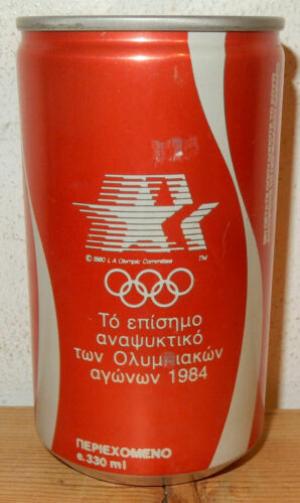 © 1980 L.A. Olympic Committee TM
Τό επίσημο
αναψυκτικό
των Ολυμπιακών
αγώνων 1984
ΠΕΡΙΕΧΟΜΕΝΟ
e.330 ml